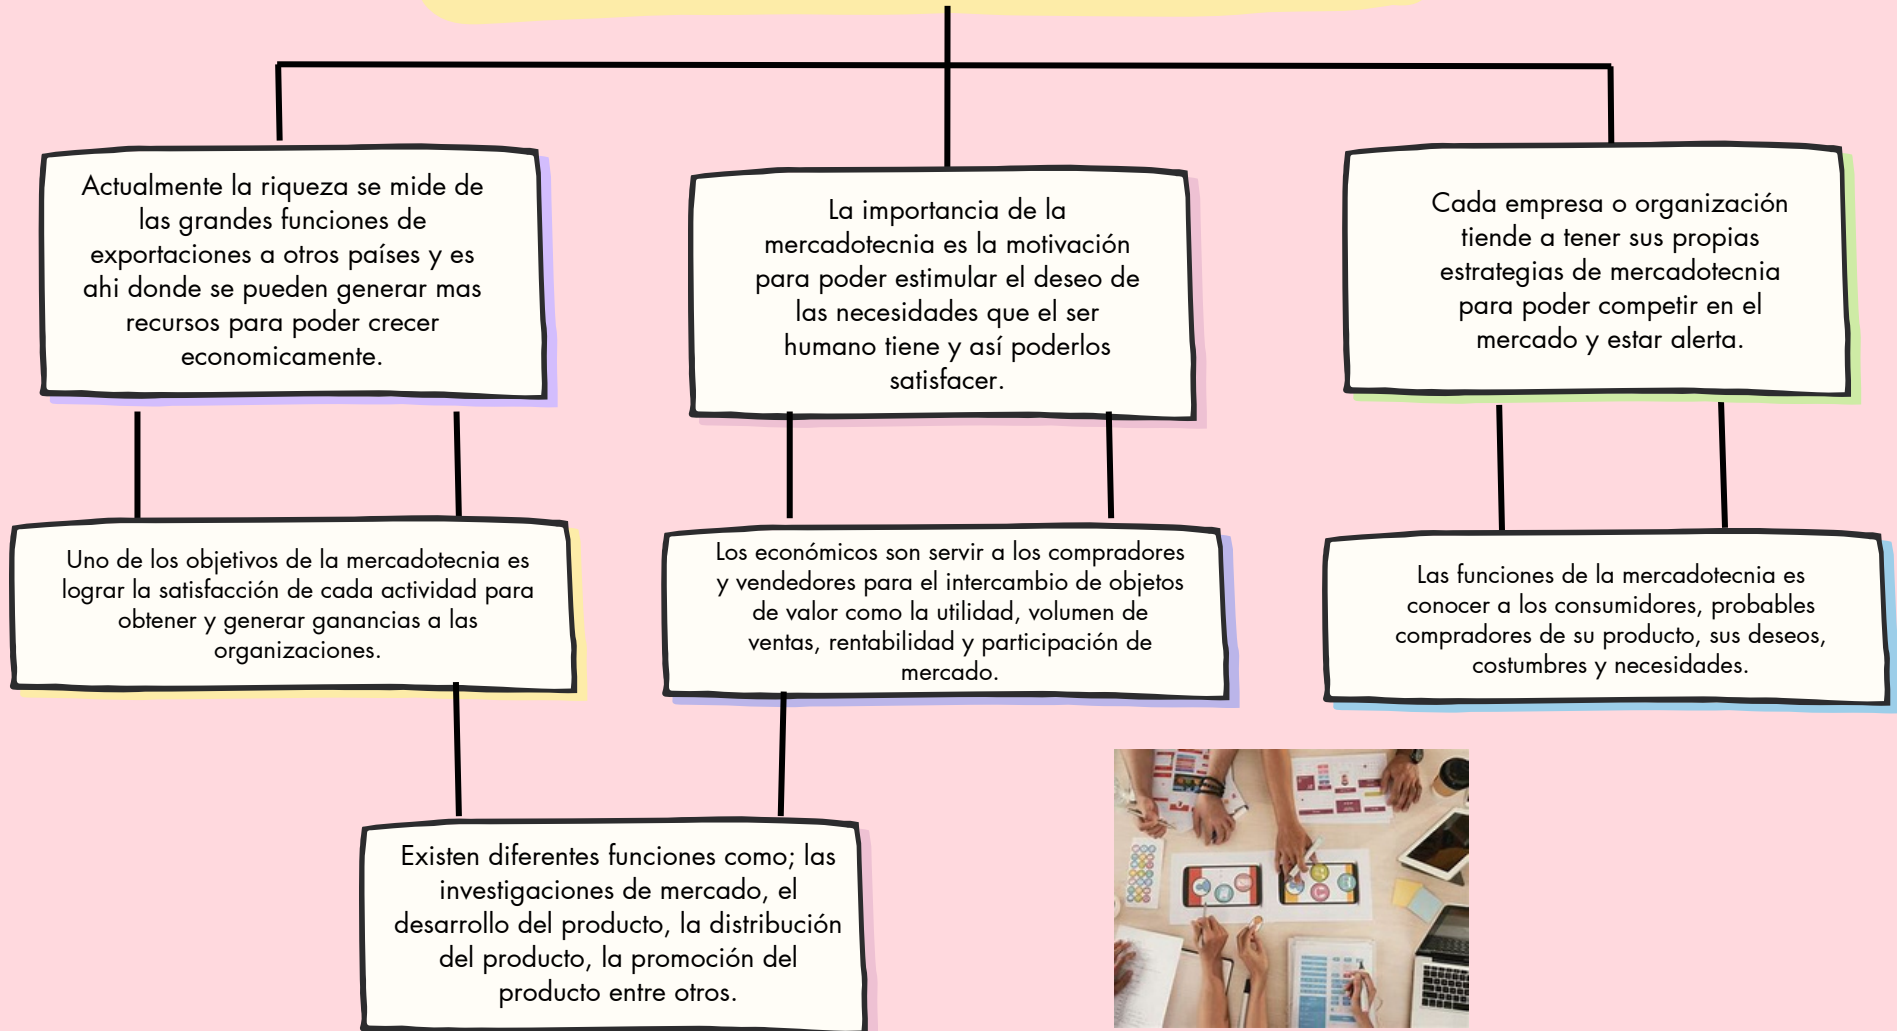 Actualmente la riqueza se mide de
las grandes funciones de
exportaciones a otros países y es
ahi donde se pueden generar mas
recursos para poder crecer
economicamente.
La importancia de la
mercadotecnia es la motivación
para poder estimular el deseo de
las necesidades que el ser
humano tiene y así poderlos
satisfacer.
Cada empresa o organización
tiende a tener sus propias
estrategias de mercadotecnia
para poder competir en el
mercado y estar alerta.
Uno de los objetivos de la mercadotecnia es
lograr la satisfacción de cada actividad para
obtener y generar ganancias a las
organizaciones.
Los económicos son servir a los compradores
y vendedores para el intercambio de objetos
de valor como la utilidad, volumen de
ventas, rentabilidad y participación de
mercado.
Las funciones de la mercadotecnia es
conocer a los consumidores, probables
compradores de su producto, sus deseos,
costumbres y necesidades.
Existen diferentes funciones como; las
investigaciones de mercado, el
desarrollo del producto, la distribución
del producto, la promoción del
producto entre otros.